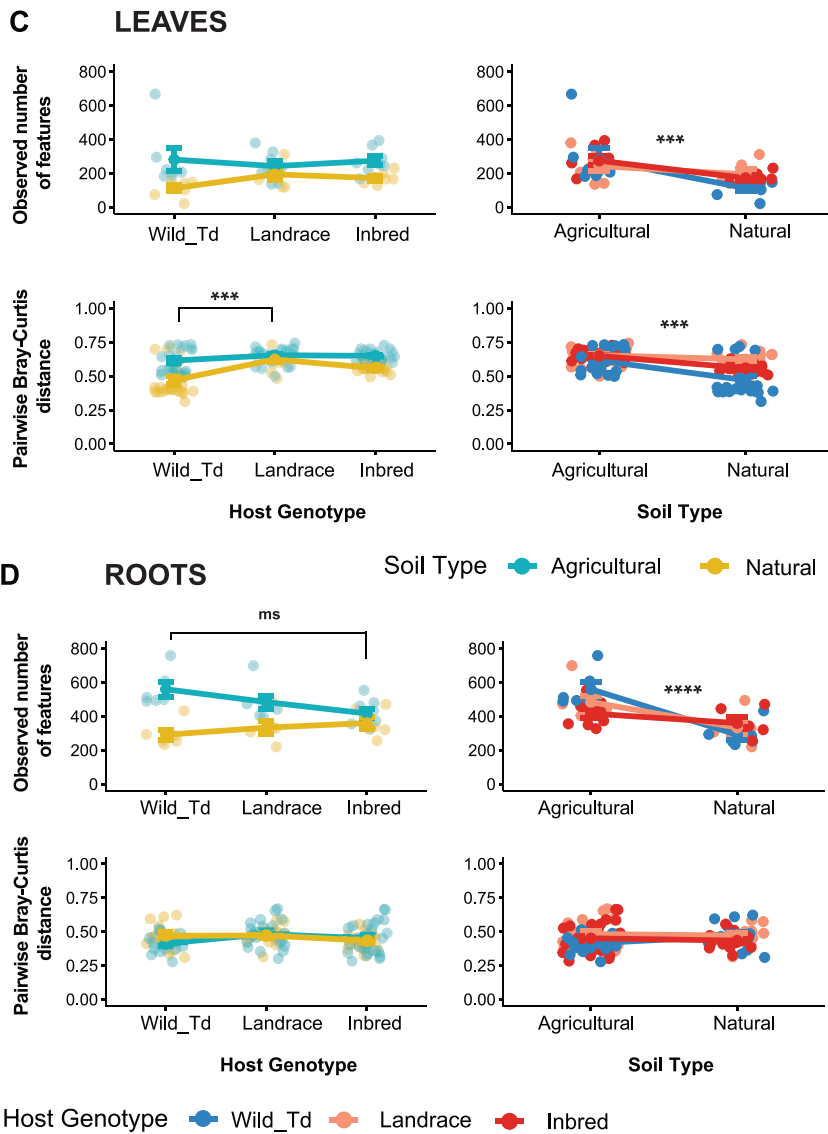 C LEAVES
Observed number
of features
800
600
400
200
0
Wild_Td Landrace Inbred
800
600
400
200
0
***
Agricultural Natural
Pairwise Bray-Curtis
distance
1.00
0.75
0.50
0.25
0.00
***
Wild_Td Landrace Inbred
Host Genotype
1.00
0.75
0.50
0.25
0.00
***
Agricultural Natural
Soil Type
Soil Type Agricultural Natural
D ROOTS
Observed number
of features
800
600
400
200
0
ms
Wild_Td Landrace Inbred
800
600
400
200
0
****
Agricultural Natural
Pairwise Bray-Curtis
distance
1.00
0.75
0.50
0.25
0.00
Wild_Td Landrace Inbred
Host Genotype
1.00
0.75
0.50
0.25
0.00
Agricultural Natural
Soil Type
Host Genotype Wild_Td Landrace Inbred